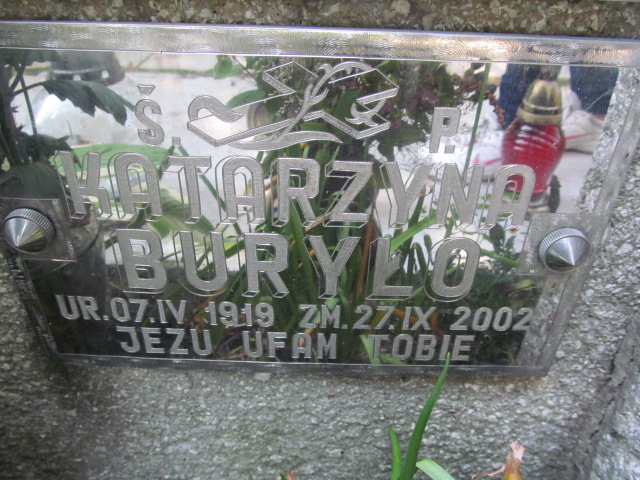 Ś. P.
KATARZYNA
BURYŁO
UR.07.IV 1919 ZM.27.IX 2002
JEZU UFAM TOBIE